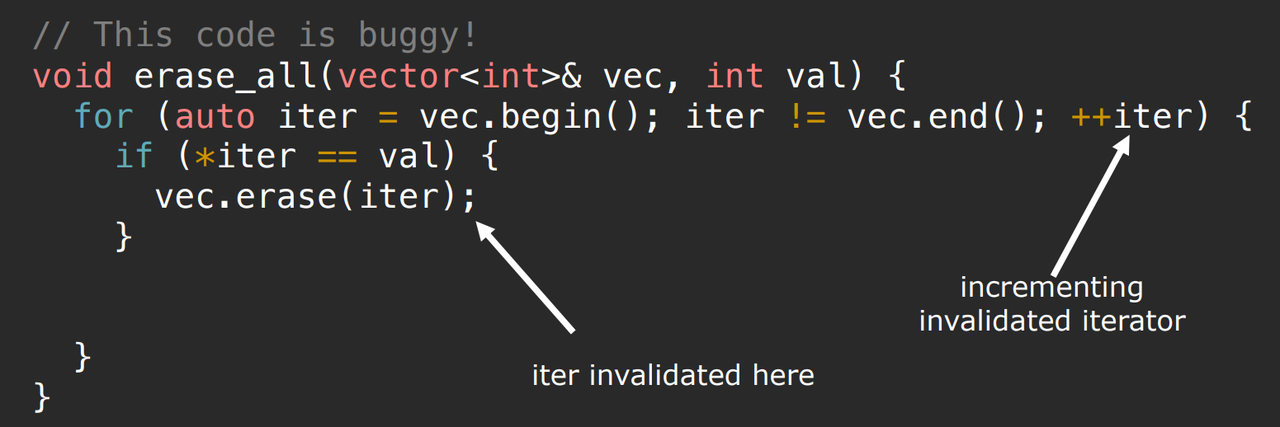 // This code is buggy!
void erase_all(vector<int>& vec, int val) {
  for (auto iter = vec.begin(); iter != vec.end(); ++iter) {
    if (*iter == val) {
      vec.erase(iter);
    }
incrementing
invalidated iterator
  }
iter invalidated here
}